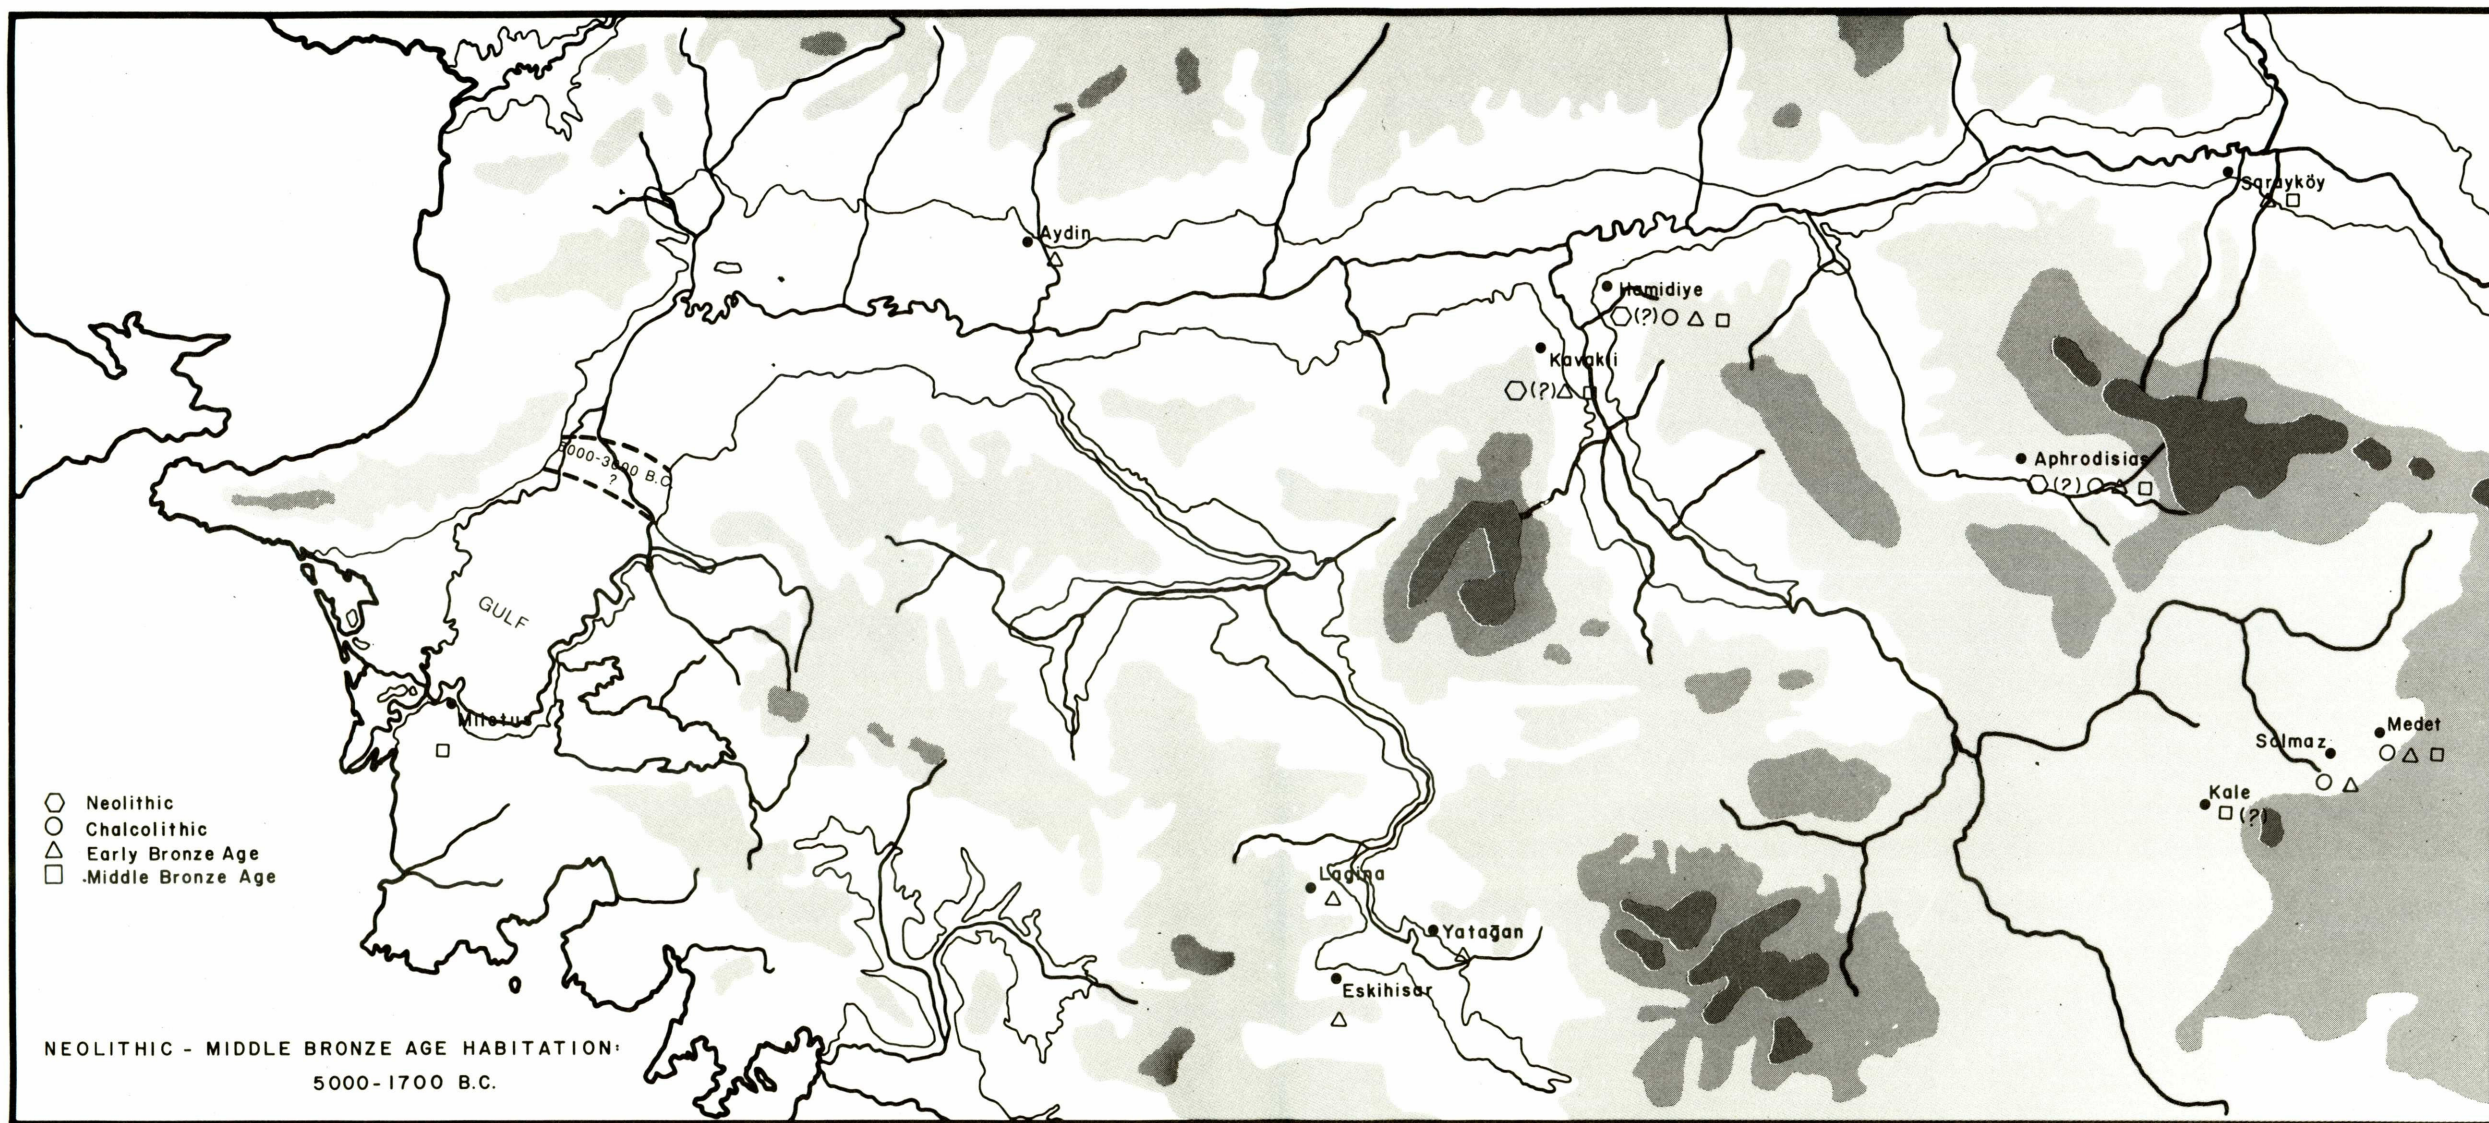 Sarayköy
Aydin
Hamidiye
(?)
Kavakli
(?)
5000-3000 B.C.
?
Aphrodisias
(?)
GULF
Miletus
Medet
Salmaz
Kale
(?)
Neolithic
Chalcolithic
Early Bronze Age
Middle Bronze Age
Lagina
Yatağan
Eskihisar
NEOLITHIC - MIDDLE BRONZE AGE HABITATION:
5000-1700 B.C.